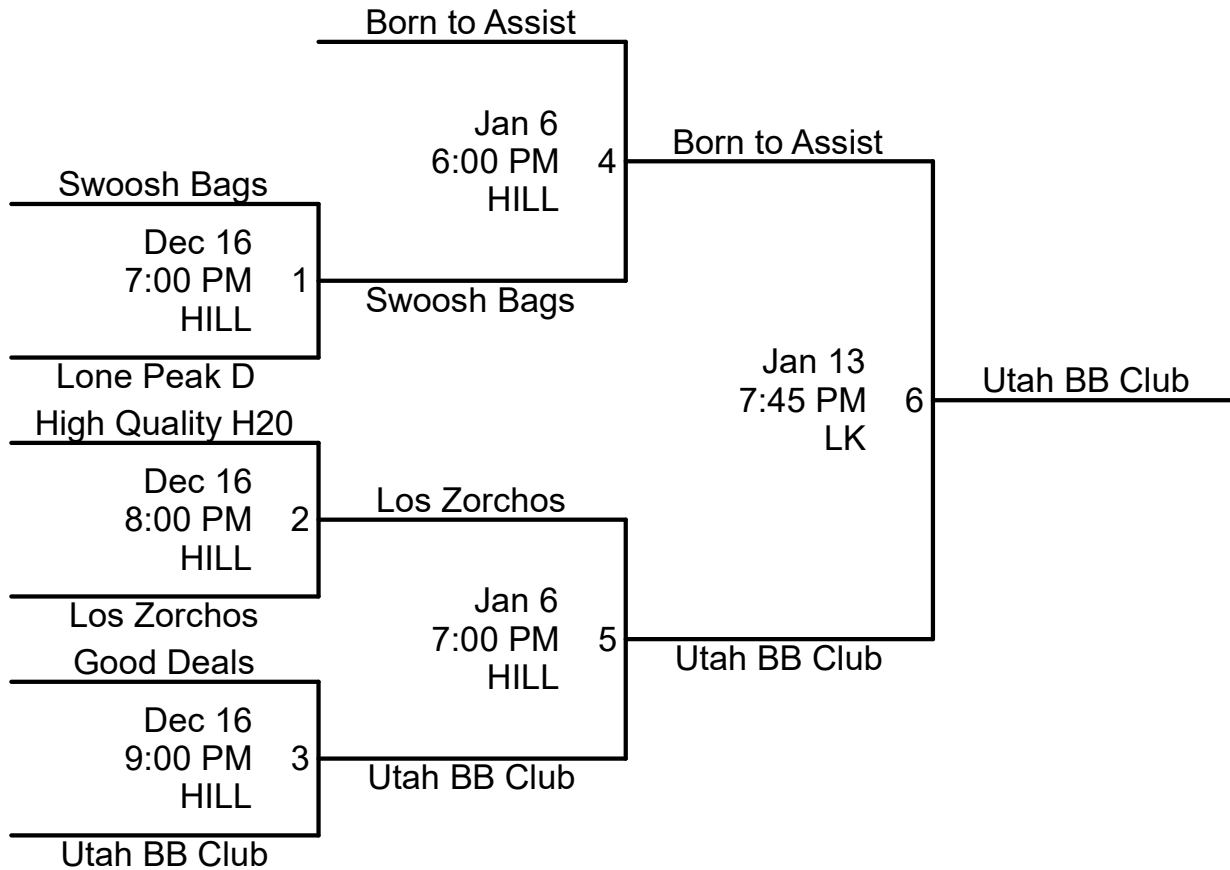 Born to Assist
Jan 6
6:00 PM 4
HILL
Born to Assist
Swoosh Bags
Dec 16
7:00 PM 1
HILL
Swoosh Bags
Lone Peak D
High Quality H20
Dec 16
8:00 PM 2
HILL
Los Zorchos
Los Zorchos
Jan 6
7:00 PM 5
HILL
Utah BB Club
Good Deals
Dec 16
9:00 PM 3
HILL
Utah BB Club
Utah BB Club
Jan 13
7:45 PM 6
LK
Utah BB Club